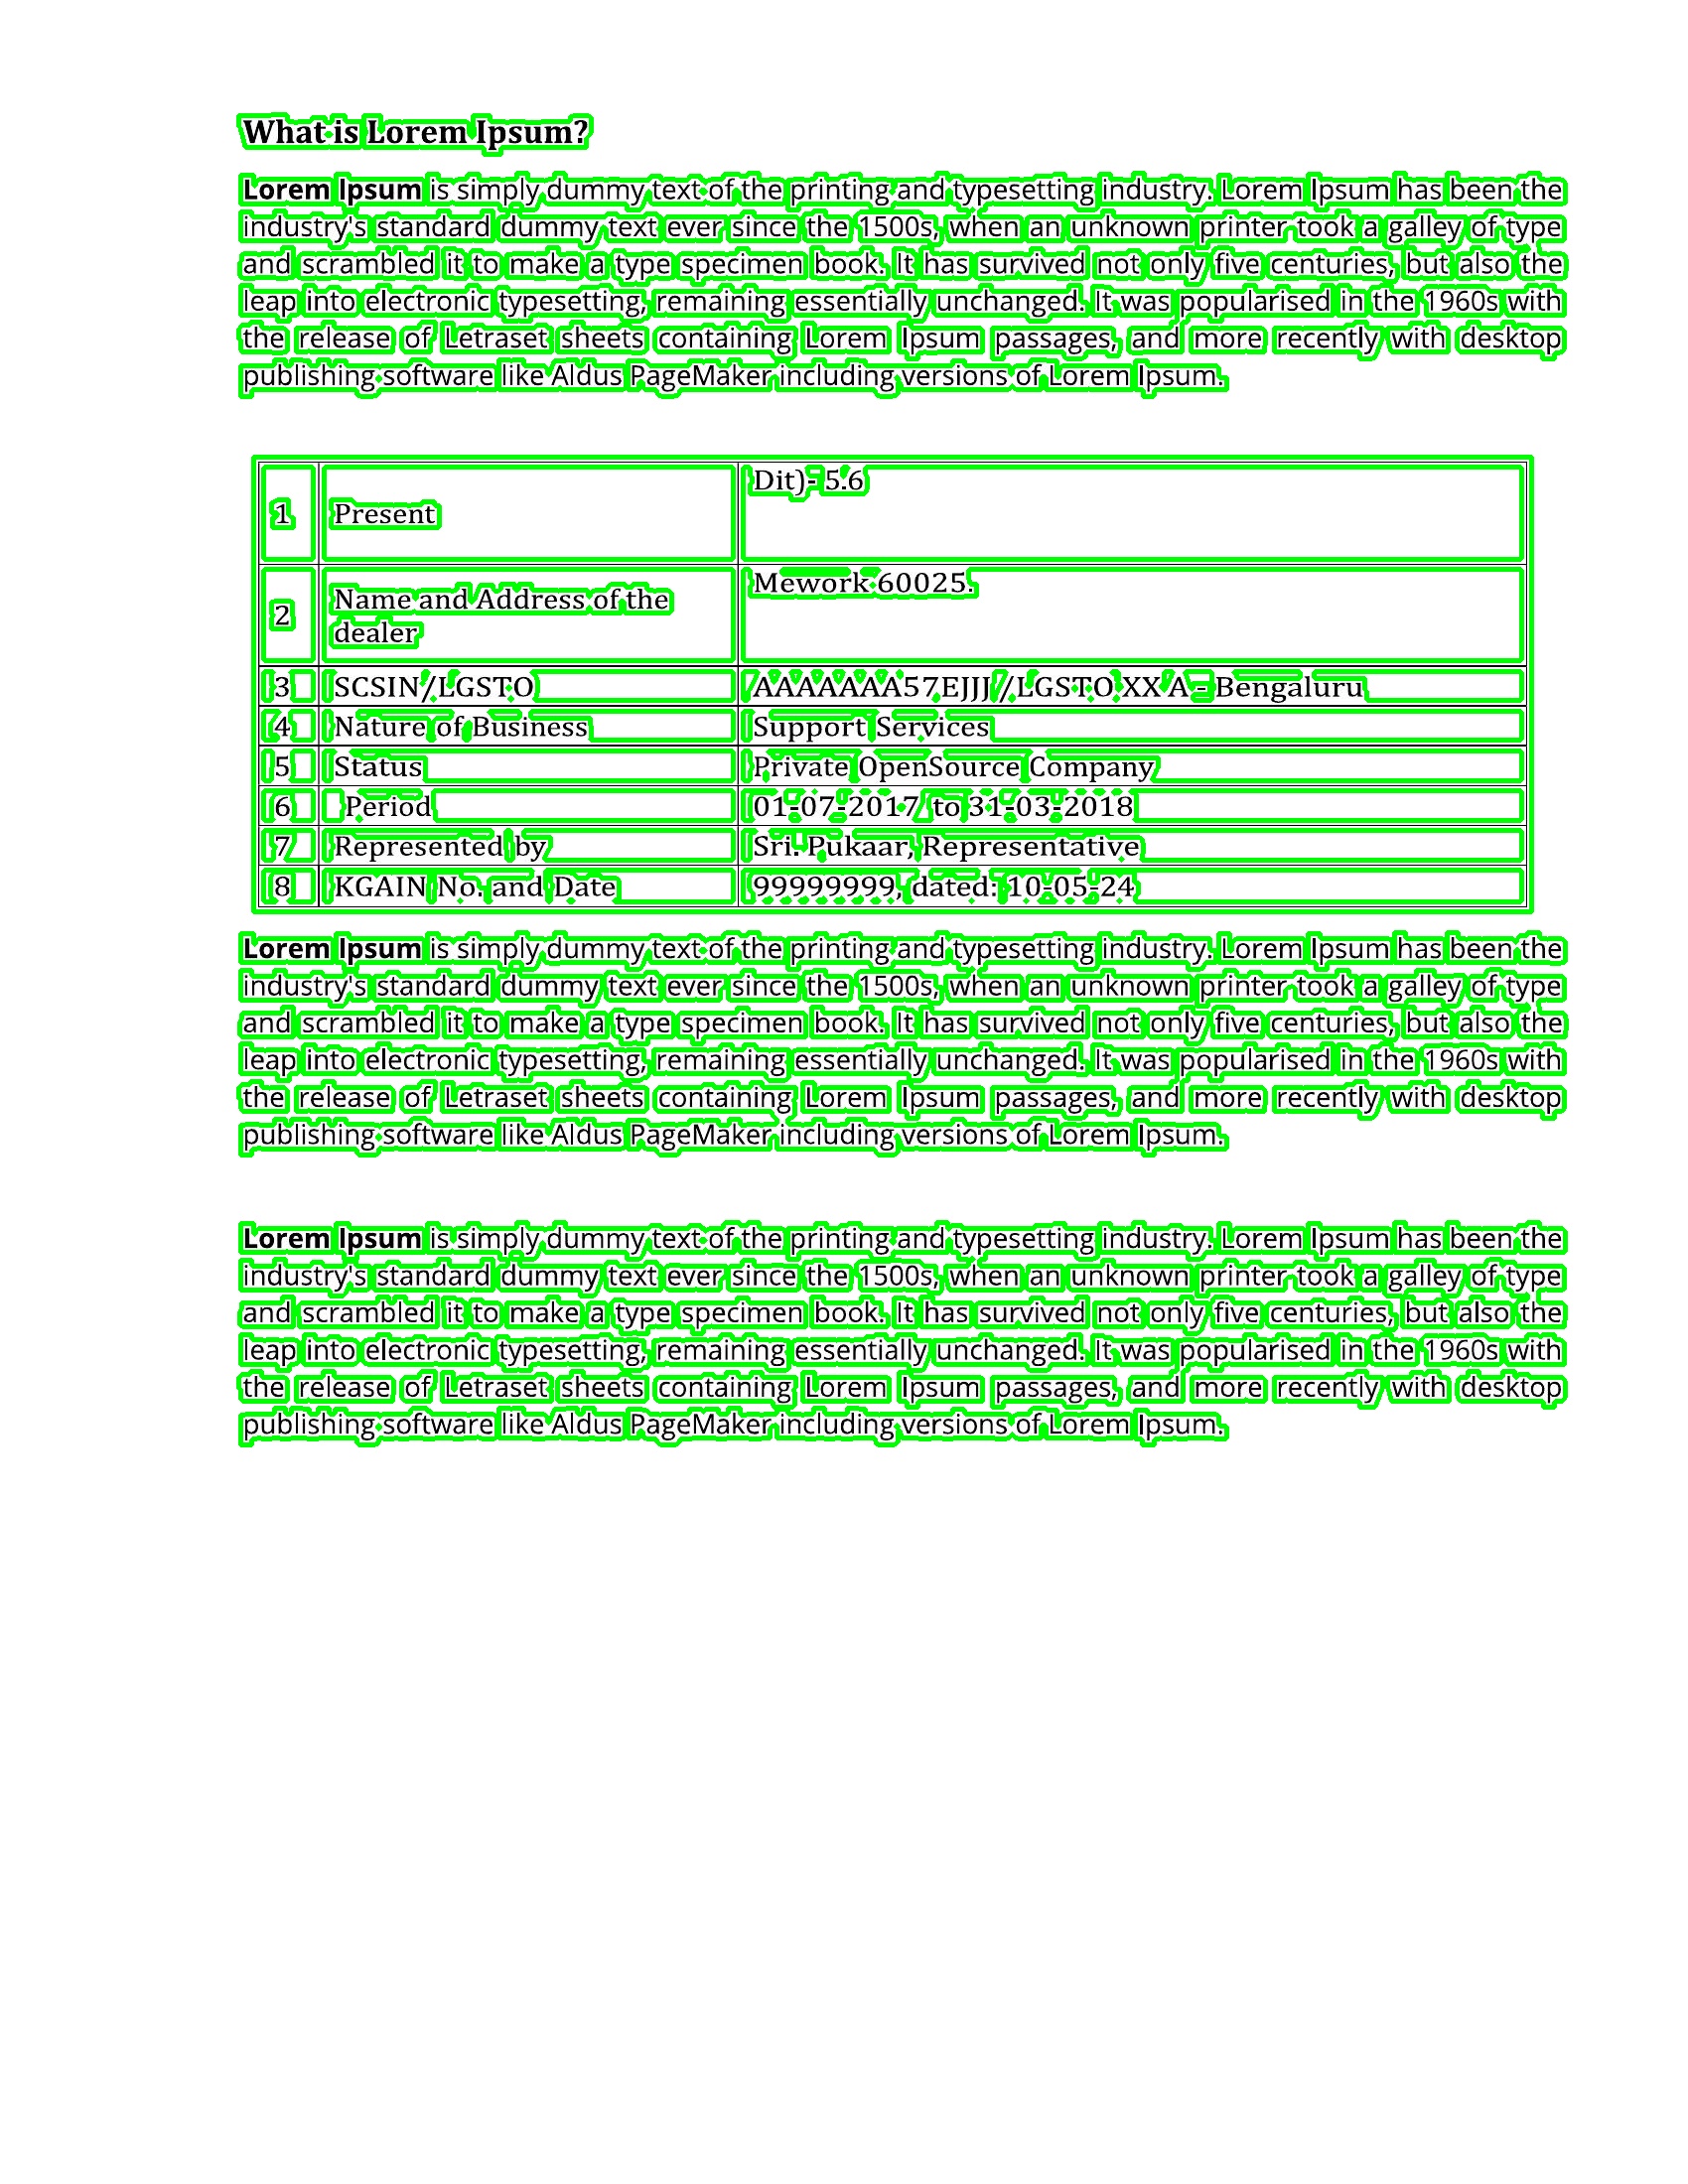 What is Lorem Ipsum?
Lorem Ipsum is simply dummy text of the printing and typesetting industry. Lorem Ipsum has been the
industry's standard dummy text ever since the 1500s, when an unknown printer took a galley of type
and scrambled it to make a type specimen book. It has survived not only five centuries, but also the
leap into electronic typesetting, remaining essentially unchanged. It was popularised in the 1960s with
the release of Letraset sheets containing Lorem Ipsum passages, and more recently with desktop
publishing software like Aldus PageMaker including versions of Lorem Ipsum.
1 Present Dit)- 5.6
2 Name and Address of the dealer Mework 60025.
3 SCSIN/LGSTO AAAAAAA57EJJJ//LGSTO XX A - Bengaluru
4 Nature of Business Support Services
5 Status Private OpenSource Company
6 Period 01-07-2017 to 31-03-2018
7 Represented by Sri. Pukaar, Representative
8 KGAIN No. and Date 99999999, dated: 10-05-24
Lorem Ipsum is simply dummy text of the printing and typesetting industry. Lorem Ipsum has been the
industry's standard dummy text ever since the 1500s, when an unknown printer took a galley of type
and scrambled it to make a type specimen book. It has survived not only five centuries, but also the
leap into electronic typesetting, remaining essentially unchanged. It was popularised in the 1960s with
the release of Letraset sheets containing Lorem Ipsum passages, and more recently with desktop
publishing software like Aldus PageMaker including versions of Lorem Ipsum.
Lorem Ipsum is simply dummy text of the printing and typesetting industry. Lorem Ipsum has been the
industry's standard dummy text ever since the 1500s, when an unknown printer took a galley of type
and scrambled it to make a type specimen book. It has survived not only five centuries, but also the
leap into electronic typesetting, remaining essentially unchanged. It was popularised in the 1960s with
the release of Letraset sheets containing Lorem Ipsum passages, and more recently with desktop
publishing software like Aldus PageMaker including versions of Lorem Ipsum.